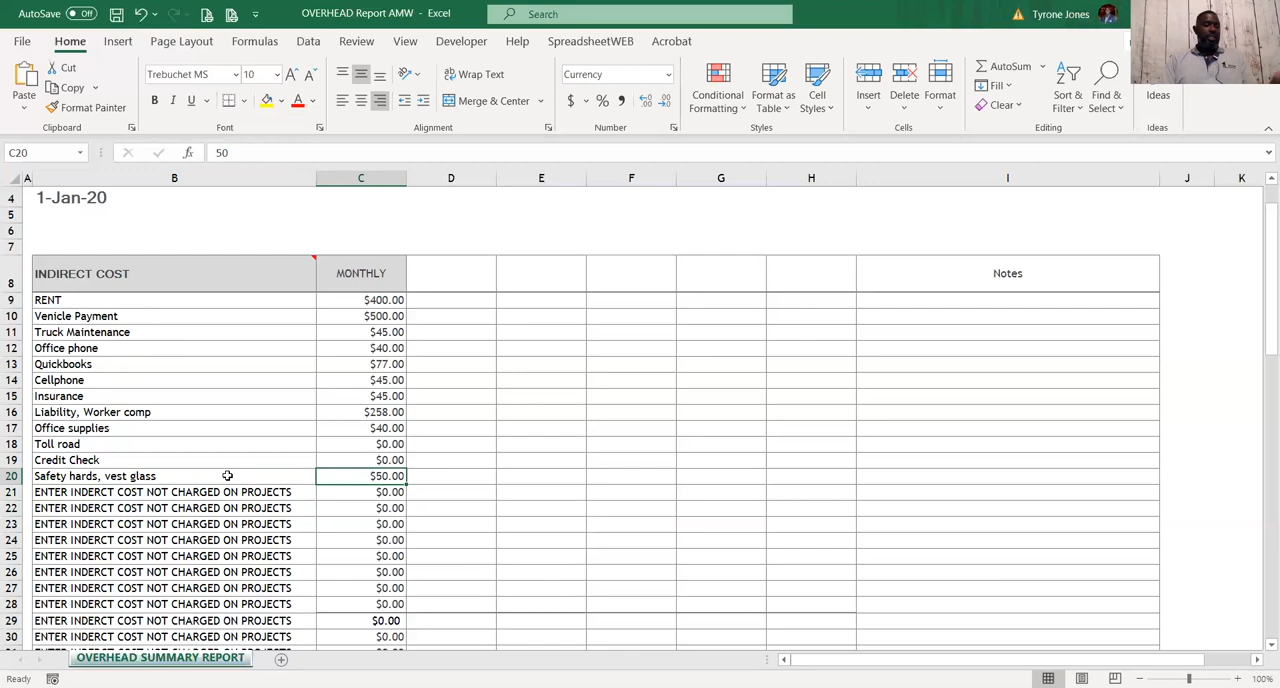 AutoSave Off OVERHEAD Report AMW - Excel Search Tyrone Jones
File Home Insert Page Layout Formulas Data Review View Developer Help SpreadsheetWEB Acrobat
Paste Cut Copy Format Painter Clipboard
Trebuchet MS 10 B I U Font
Wrap Text Merge & Center Alignment
Currency $ % Number
Conditional Formatting Format as Table Cell Styles Styles
Insert Delete Format Cells
AutoSum Fill Clear Sort & Filter Find & Select Editing
Ideas Ideas
C20 fx 50
A B C D E F G H I J K
4 1-Jan-20
5
6
7
8 INDIRECT COST MONTHLY Notes
9 RENT $400.00
10 Venicle Payment $500.00
11 Truck Maintenance $45.00
12 Office phone $40.00
13 Quickbooks $77.00
14 Cellphone $45.00
15 Insurance $45.00
16 Liability, Worker comp $258.00
17 Office supplies $40.00
18 Toll road $0.00
19 Credit Check $0.00
20 Safety hards, vest glass $50.00
21 ENTER INDERCT COST NOT CHARGED ON PROJECTS $0.00
22 ENTER INDERCT COST NOT CHARGED ON PROJECTS $0.00
23 ENTER INDERCT COST NOT CHARGED ON PROJECTS $0.00
24 ENTER INDERCT COST NOT CHARGED ON PROJECTS $0.00
25 ENTER INDERCT COST NOT CHARGED ON PROJECTS $0.00
26 ENTER INDERCT COST NOT CHARGED ON PROJECTS $0.00
27 ENTER INDERCT COST NOT CHARGED ON PROJECTS $0.00
28 ENTER INDERCT COST NOT CHARGED ON PROJECTS $0.00
29 ENTER INDERCT COST NOT CHARGED ON PROJECTS $0.00
30 ENTER INDERCT COST NOT CHARGED ON PROJECTS $0.00
OVERHEAD SUMMARY REPORT
Ready 100%